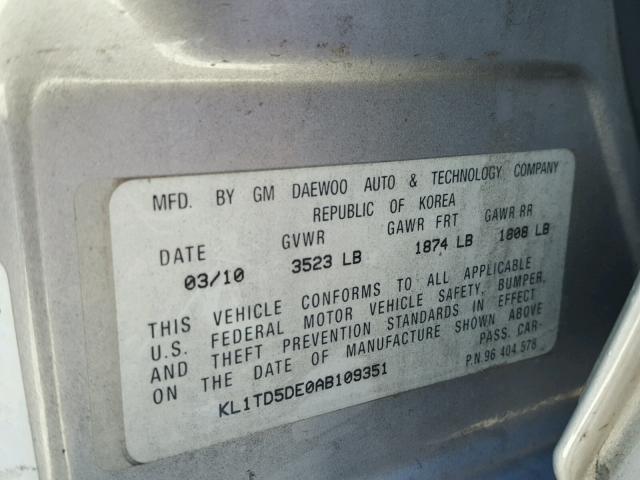 MFD. BY GM DAEWOO AUTO & TECHNOLOGY COMPANY
REPUBLIC OF KOREA
DATE GVWR GAWR FRT GAWR RR
03/10 3523 LB 1874 LB 1808 LB
THIS VEHICLE CONFORMS TO ALL APPLICABLE
U.S. FEDERAL MOTOR VEHICLE SAFETY, BUMPER,
AND THEFT PREVENTION STANDARDS IN EFFECT
ON THE DATE OF MANUFACTURE SHOWN ABOVE
PASS. CAR
KL1TD5DE0AB109351 P.N.96 404 578